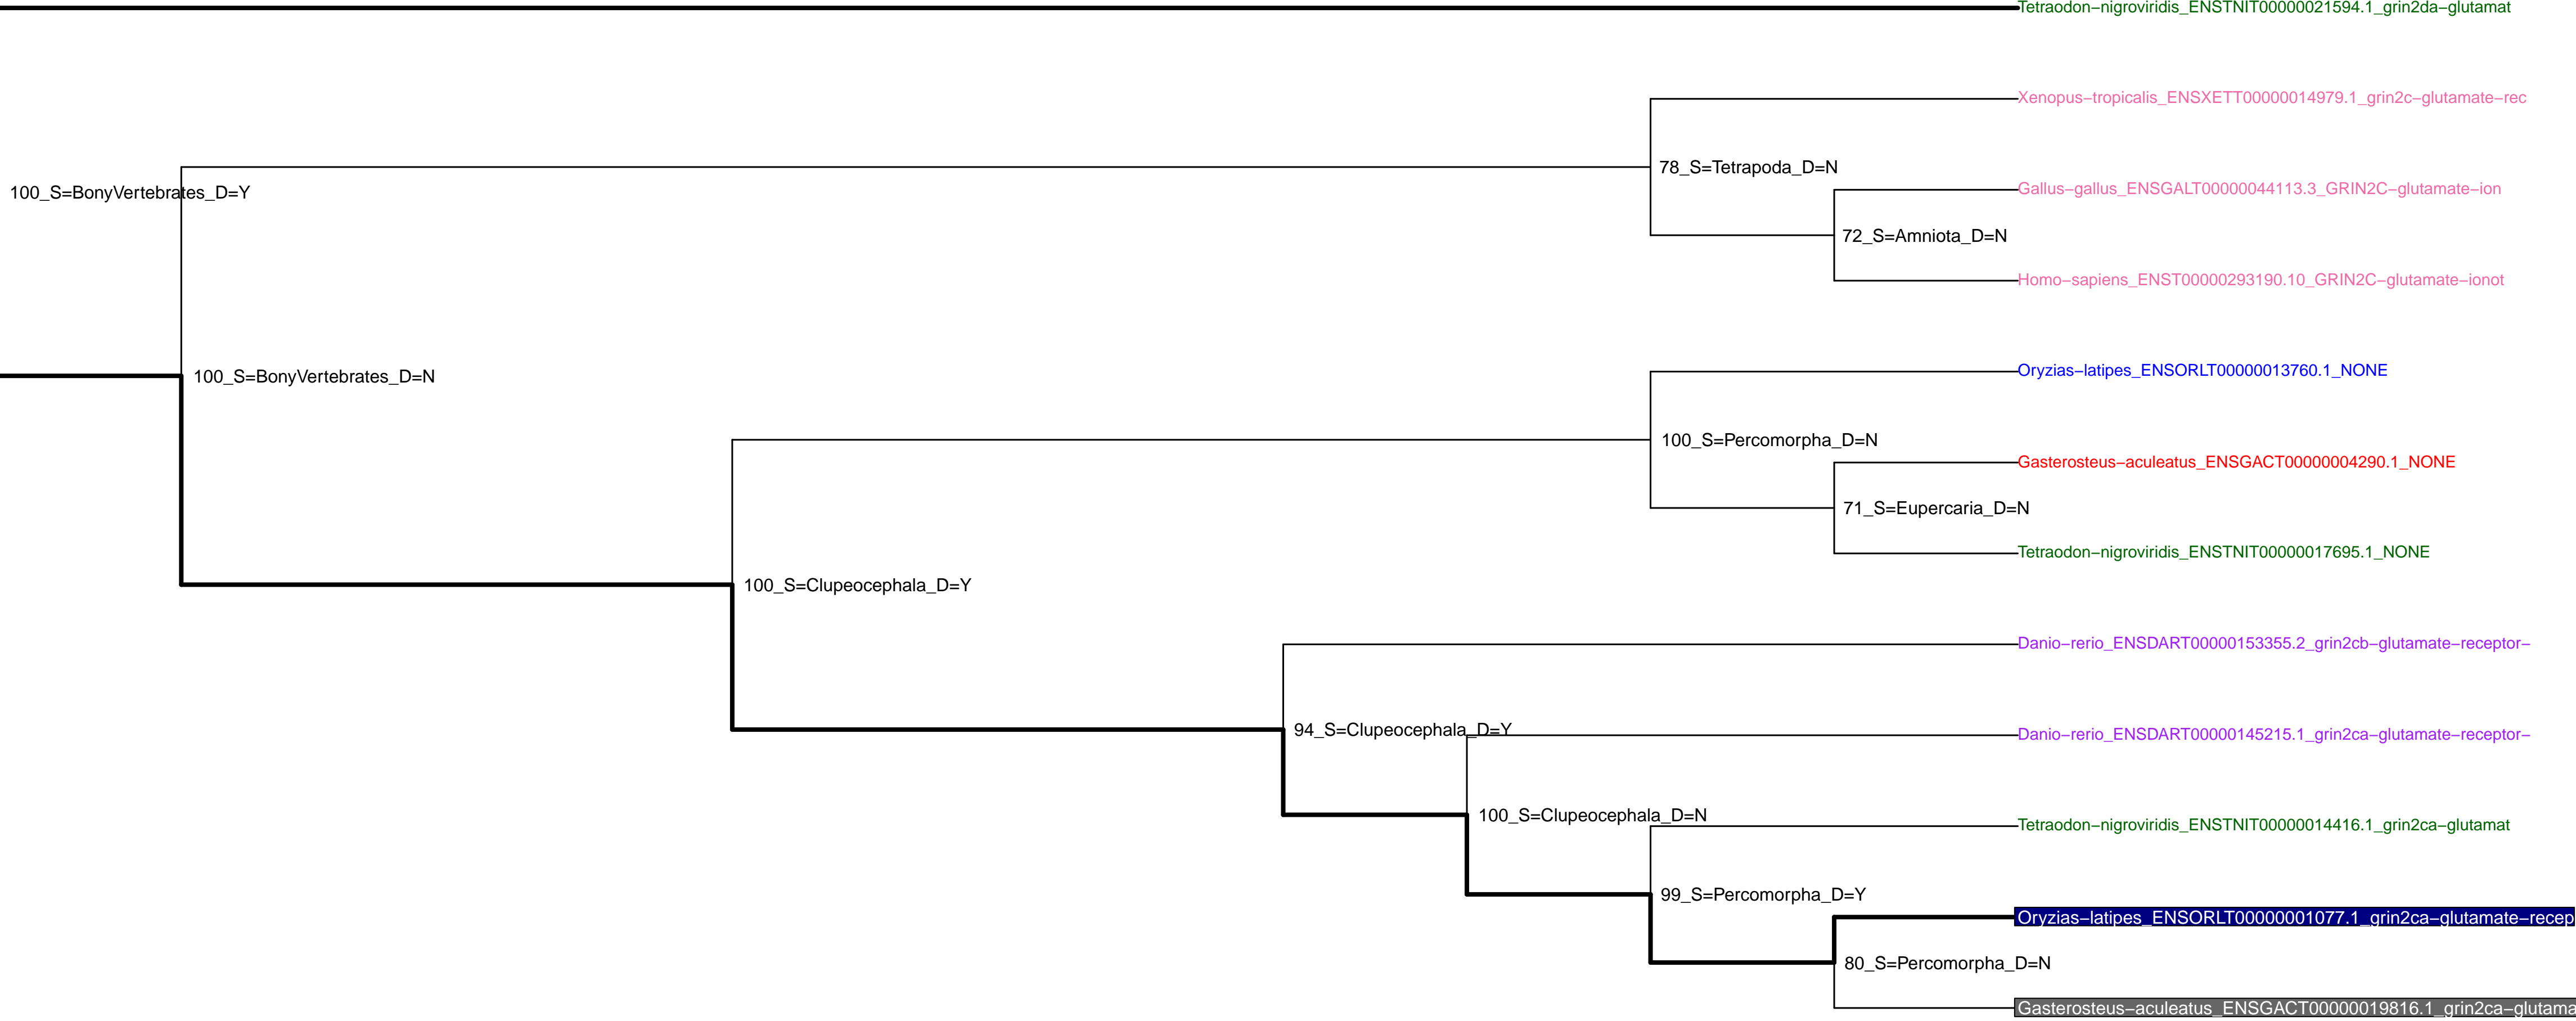 Tetraodon−nigroviridis_ENSTNIT00000021594.1_grin2da−glutamat
Xenopus−tropicalis_ENSXETT00000014979.1_grin2c−glutamate−rec
78_S=Tetrapoda_D=N
100_S=BonyVertebrates_D=Y
Gallus−gallus_ENSGALT00000044113.3_GRIN2C−glutamate−ion
72_S=Amniota_D=N
Homo−sapiens_ENST00000293190.10_GRIN2C−glutamate−ionot
Oryzias−latipes_ENSORLT00000013760.1_NONE
100_S=BonyVertebrates_D=N
100_S=Percomorpha_D=N
Gasterosteus−aculeatus_ENSGACT00000004290.1_NONE
71_S=Eupercaria_D=N
Tetraodon−nigroviridis_ENSTNIT00000017695.1_NONE
100_S=Clupeocephala_D=Y
Danio−rerio_ENSDART00000153355.2_grin2cb−glutamate−receptor−
94_S=Clupeocephala_D=Y
Danio−rerio_ENSDART00000145215.1_grin2ca−glutamate−receptor−
100_S=Clupeocephala_D=N
Tetraodon−nigroviridis_ENSTNIT00000014416.1_grin2ca−glutamat
99_S=Percomorpha_D=Y
Oryzias−latipes_ENSORLT00000001077.1_grin2ca−glutamate−recep
80_S=Percomorpha_D=N
Gasterosteus−aculeatus_ENSGACT00000019816.1_grin2ca−glutama